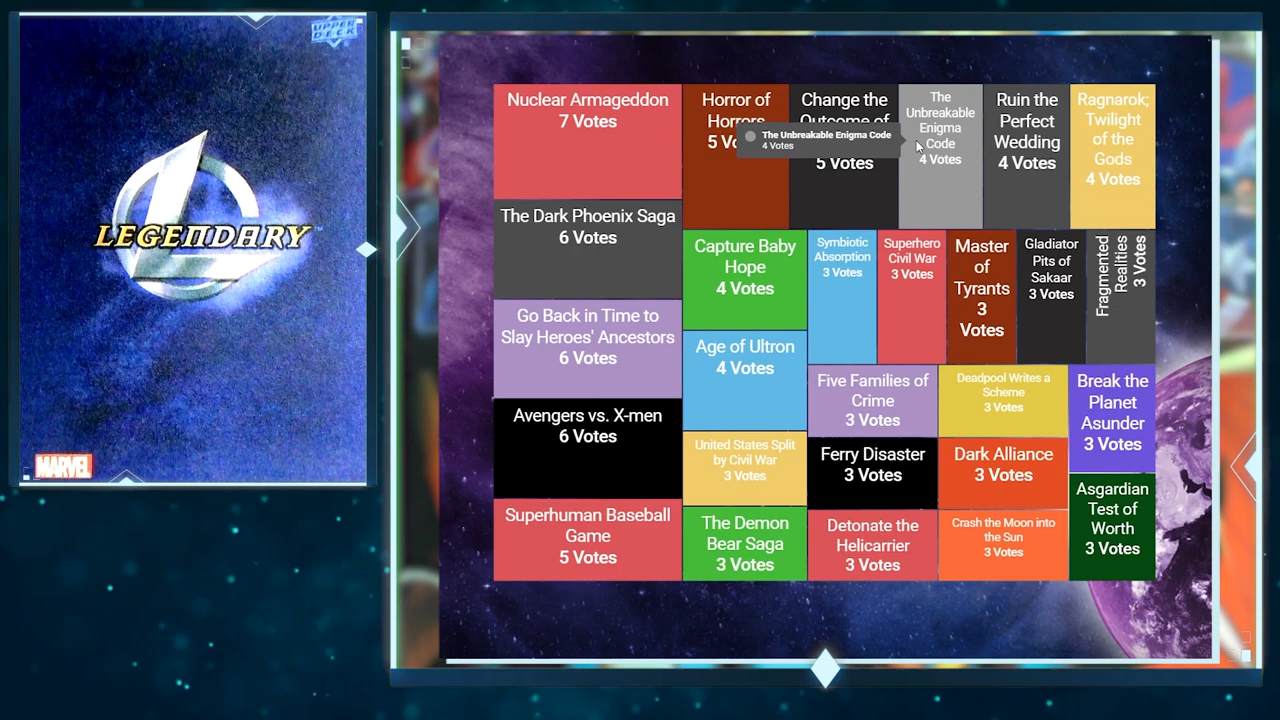 UPPER DECK
LEGENDARY
MARVEL
Nuclear Armageddon
7 Votes
The Dark Phoenix Saga
6 Votes
Go Back in Time to
Slay Heroes' Ancestors
6 Votes
Avengers vs. X-men
6 Votes
Superhuman Baseball
Game
5 Votes
Horror of
Horrors
5 Vo
Change the
Outcome of
5 Votes
The Unbreakable Enigma Code
4 Votes
The
Unbreakable
Enigma
Code
4 Votes
Ruin the
Perfect
Wedding
4 Votes
Ragnarok;
Twilight
of the
Gods
4 Votes
Capture Baby
Hope
4 Votes
Age of Ultron
4 Votes
United States Split
by Civil War
3 Votes
The Demon
Bear Saga
3 Votes
Symbiotic
Absorption
3 Votes
Superhero
Civil War
3 Votes
Master
of
Tyrants
3
Votes
Gladiator
Pits of
Sakaar
3 Votes
Fragmented
Realities
3 Votes
Five Families of
Crime
3 Votes
Deadpool Writes a
Scheme
3 Votes
Break the
Planet
Asunder
3 Votes
Ferry Disaster
3 Votes
Dark Alliance
3 Votes
Asgardian
Test of
Worth
3 Votes
Detonate the
Helicarrier
3 Votes
Crash the Moon into
the Sun
3 Votes